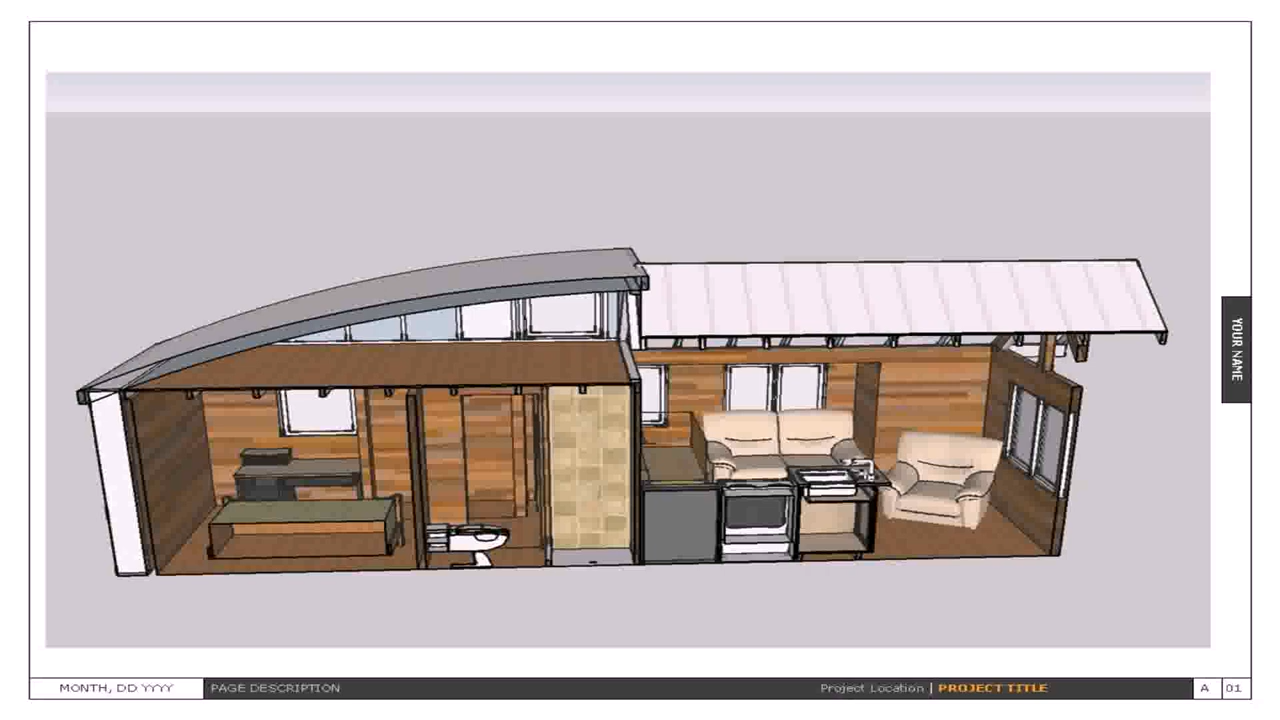 YOUR NAME
MONTH, DD YYYY
PAGE DESCRIPTION
Project Location | PROJECT TITLE
A
01